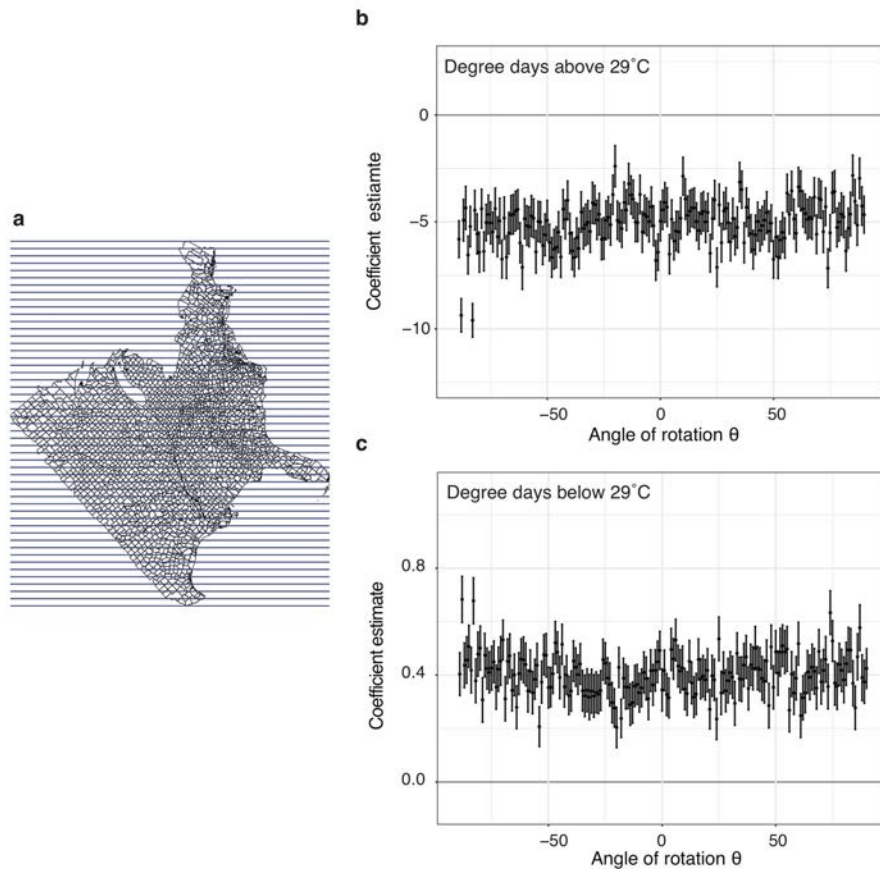 a
b
Degree days above 29°C
0
−5
−10
Coefficient estiamte
−50 0 50
Angle of rotation θ
c
Degree days below 29°C
0.8
0.4
0.0
Coefficient estimate
−50 0 50
Angle of rotation θ